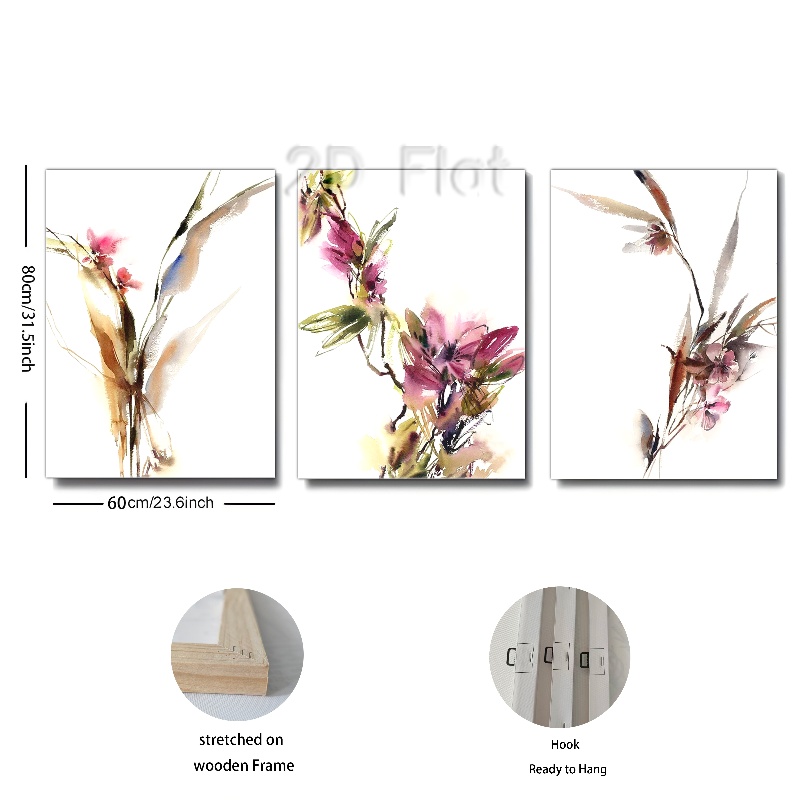 2D Flat
80cm/31.5inch
60cm/23.6inch
stretched on
wooden Frame
Hook
Ready to Hang